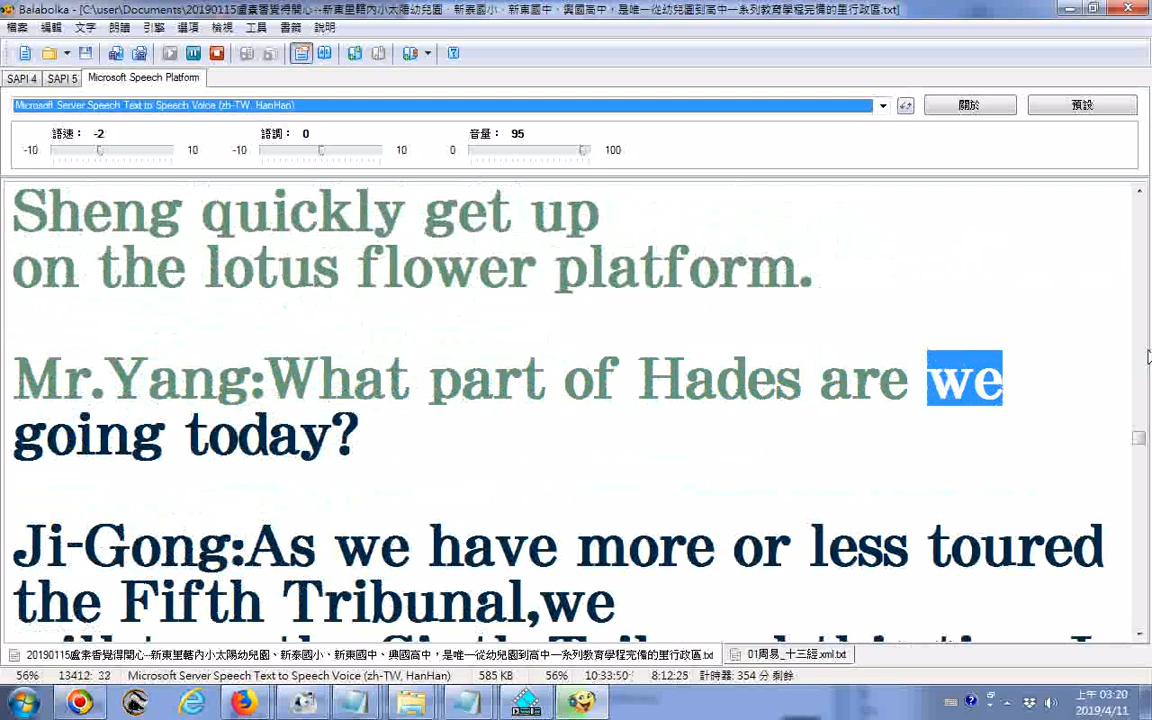 Balabolka - [C:\user\Documents\20190115盧素香覺得開心--新東里轄內小太陽幼兒園、新泰國小、新東國中、興國高中，是唯一從幼兒園到高中一系列教育學程完備的里行政區.txt]
檔案 編輯 文字 朗讀 引擎 選項 檢視 工具 書籤 說明
SAPI 4 SAPI 5 Microsoft Speech Platform
Microsoft Server Speech Text to Speech Voice (zh-TW, HanHan) 關於 預設
語速： -2 語調： 0 音量： 95
-10 10 -10 10 0 100
Sheng quickly get up
on the lotus flower platform.
Mr.Yang:What part of Hades are we
going today?
Ji-Gong:As we have more or less toured
the Fifth Tribunal,we
20190115盧素香覺得開心--新東里轄內小太陽幼兒園、新泰國小、新東國中、興國高中，是唯一從幼兒園到高中一系列教育學程完備的里行政區.txt 01周易_十三經.xml.txt
56% 13412: 32 Microsoft Server Speech Text to Speech Voice (zh-TW, HanHan) 585 KB 56% 10:33:50 8:12:25 計時器: 354 分 剩餘
上午 03:20
2019/4/11